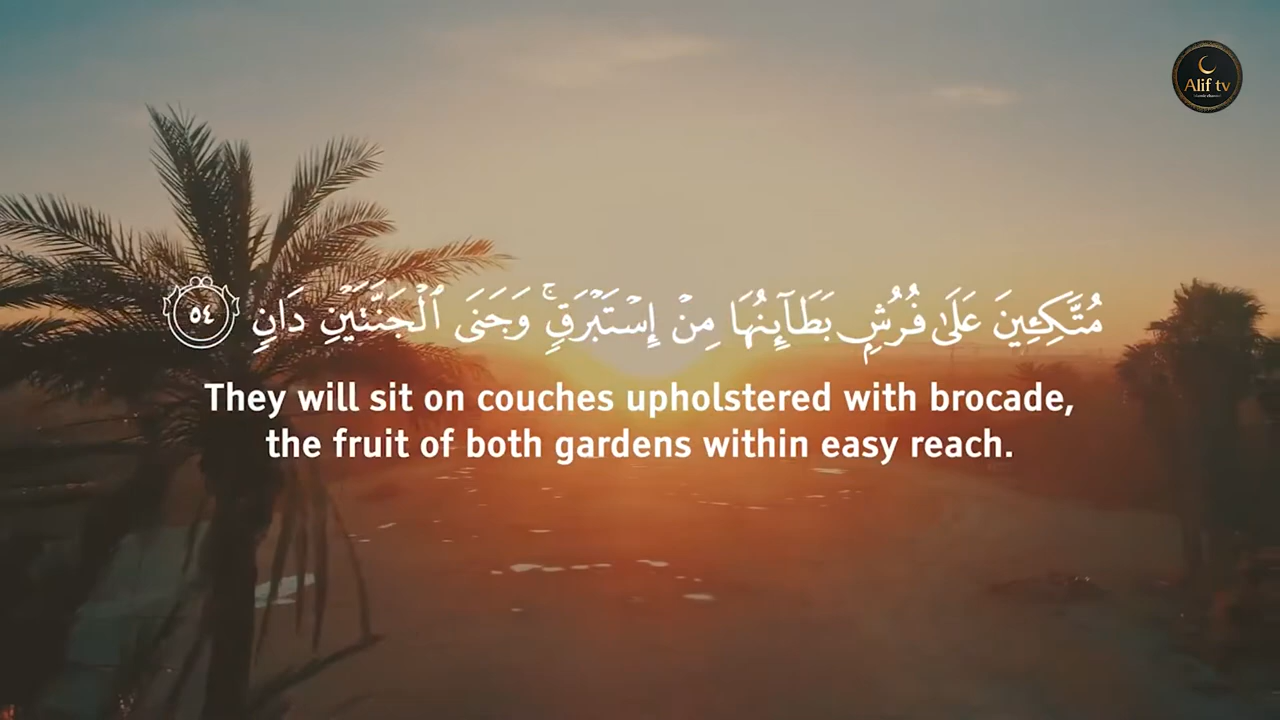 Alif tv
مُتَّكِـِٔينَ عَلَىٰ فُرُشٍۭ بَطَآئِنُهَا مِنْ إِسْتَبْرَقٍۚ وَجَنَى ٱلْجَنَّتَيْنِ دَانٍ ٥٤
They will sit on couches upholstered with brocade,
the fruit of both gardens within easy reach.